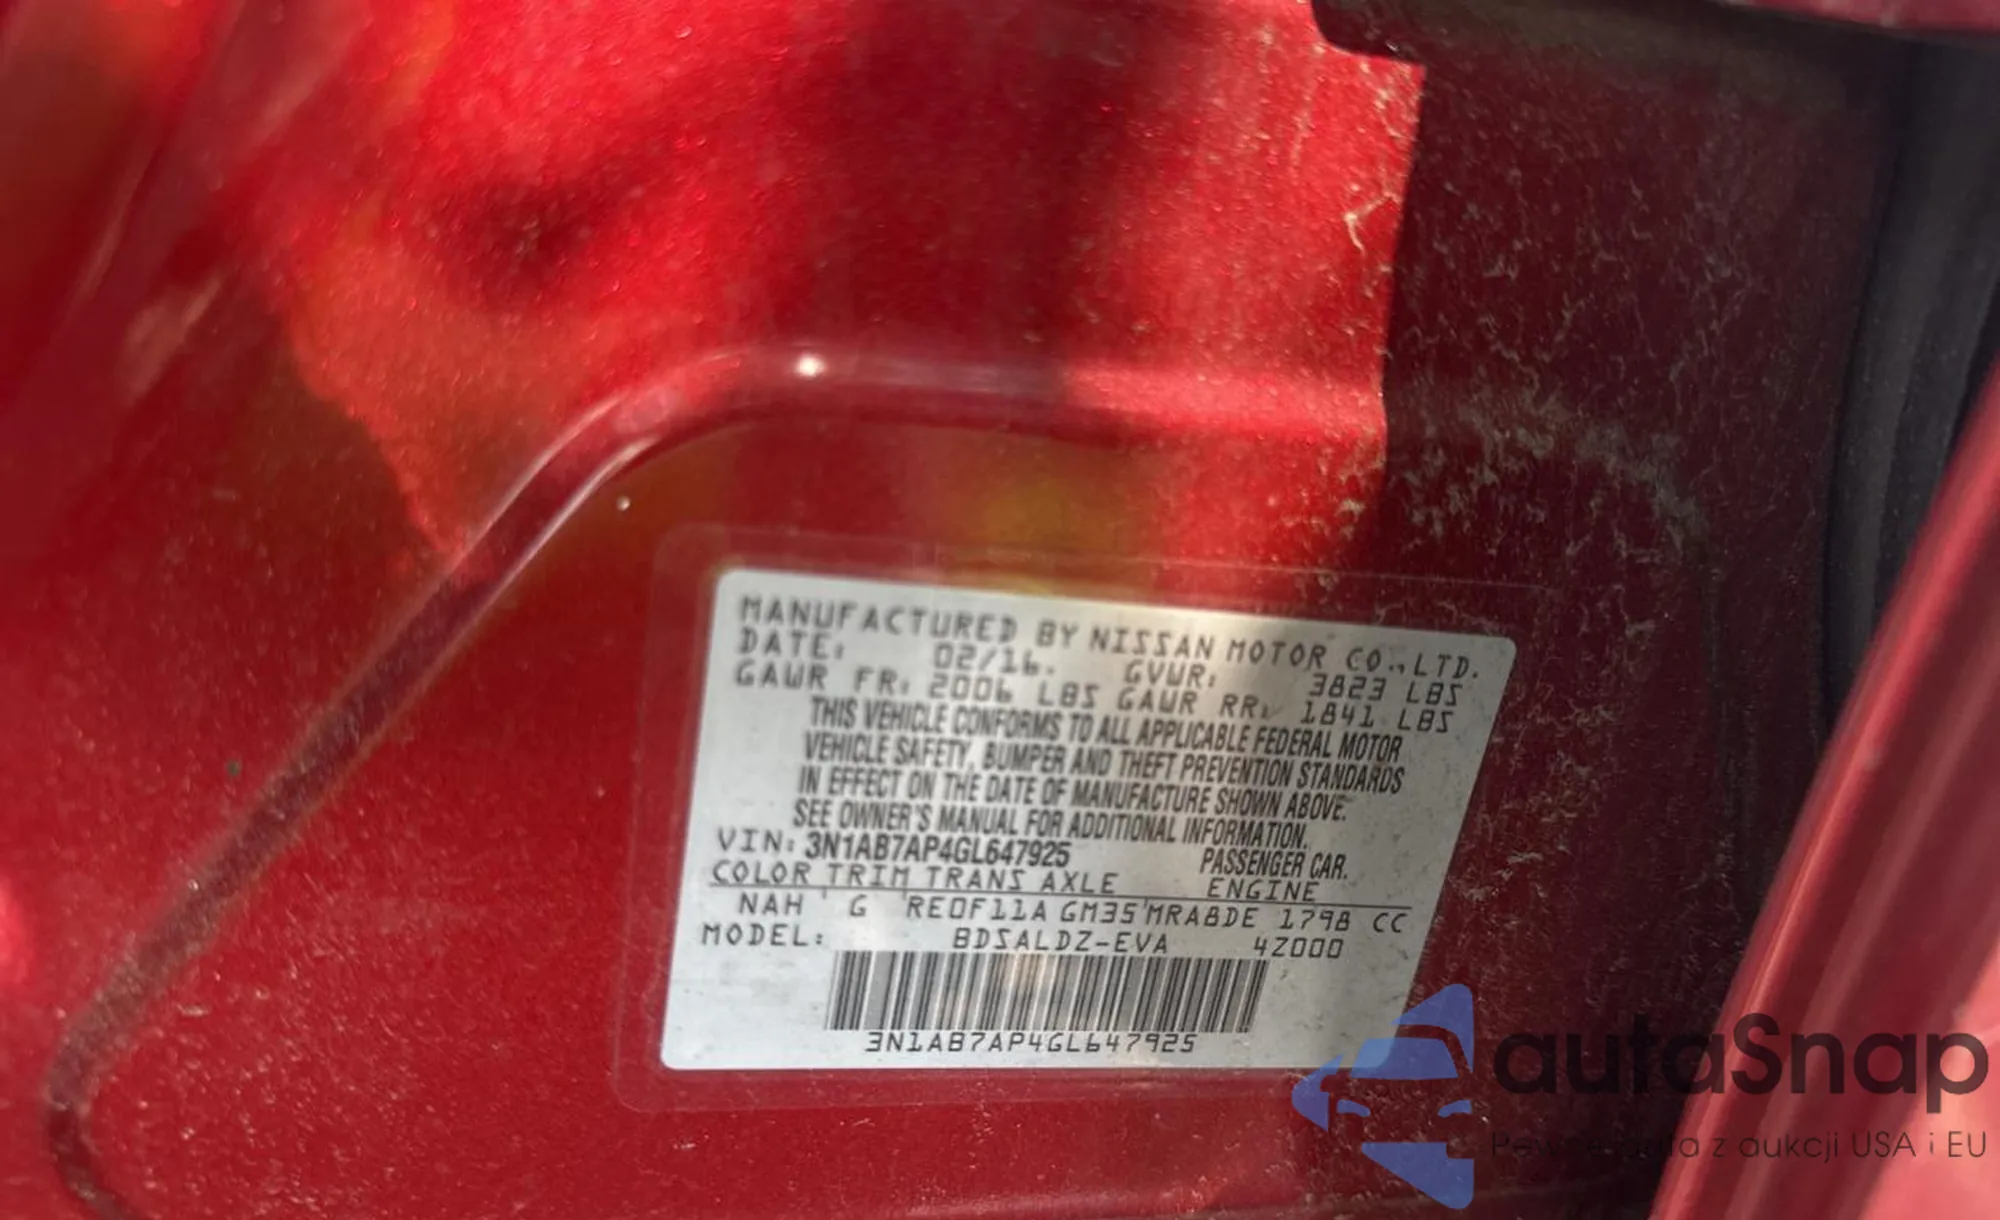 MANUFACTURED BY NISSAN MOTOR CO., LTD.
DATE: 02/16. GVWR: 3823 LBS
GAWR FR: 2006 LBS GAWR RR: 1841 LBS
THIS VEHICLE CONFORMS TO ALL APPLICABLE FEDERAL MOTOR
VEHICLE SAFETY, BUMPER AND THEFT PREVENTION STANDARDS
IN EFFECT ON THE DATE OF MANUFACTURE SHOWN ABOVE.
SEE OWNER'S MANUAL FOR ADDITIONAL INFORMATION.
VIN: 3N1AB7AP4GL647925 PASSENGER CAR.
COLOR TRIM TRANS AXLE ENGINE
NAH G RE0F11A GM35 MRA8DE 1798 CC
MODEL: BDSALDZ-EVA 4Z000
3N1AB7AP4GL647925
autaSnap
z aukcji USA i EU